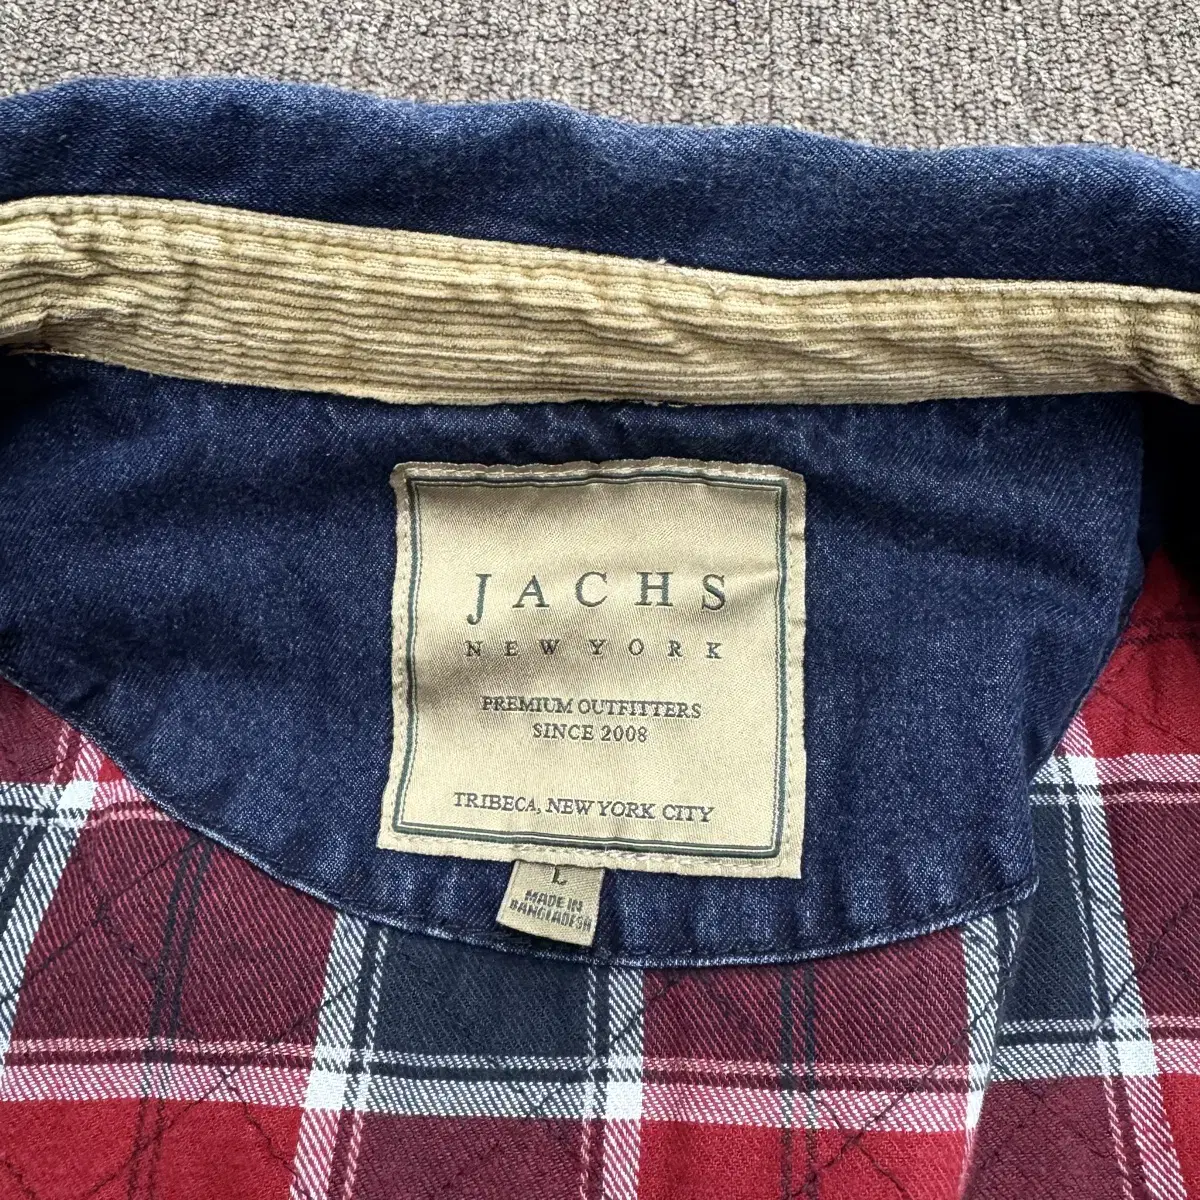 JACHS
NEW YORK
PREMIUM OUTFITTERS
SINCE 2008
TRIBECA, NEW YORK CITY
L
MADE IN
BANGLADESH